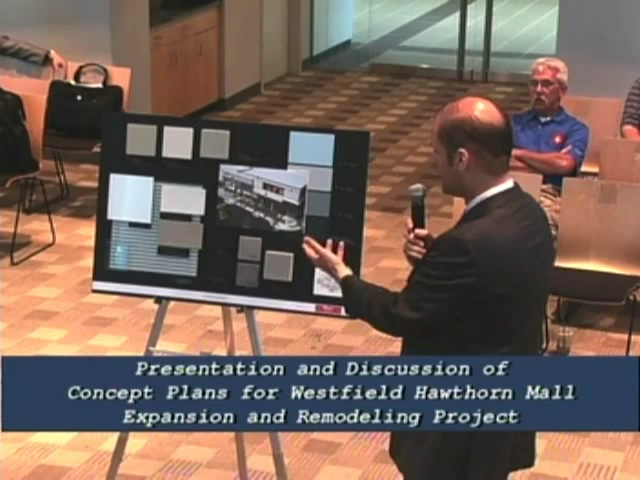 Presentation and Discussion of
Concept Plans for Westfield Hawthorn Mall
Expansion and Remodeling Project